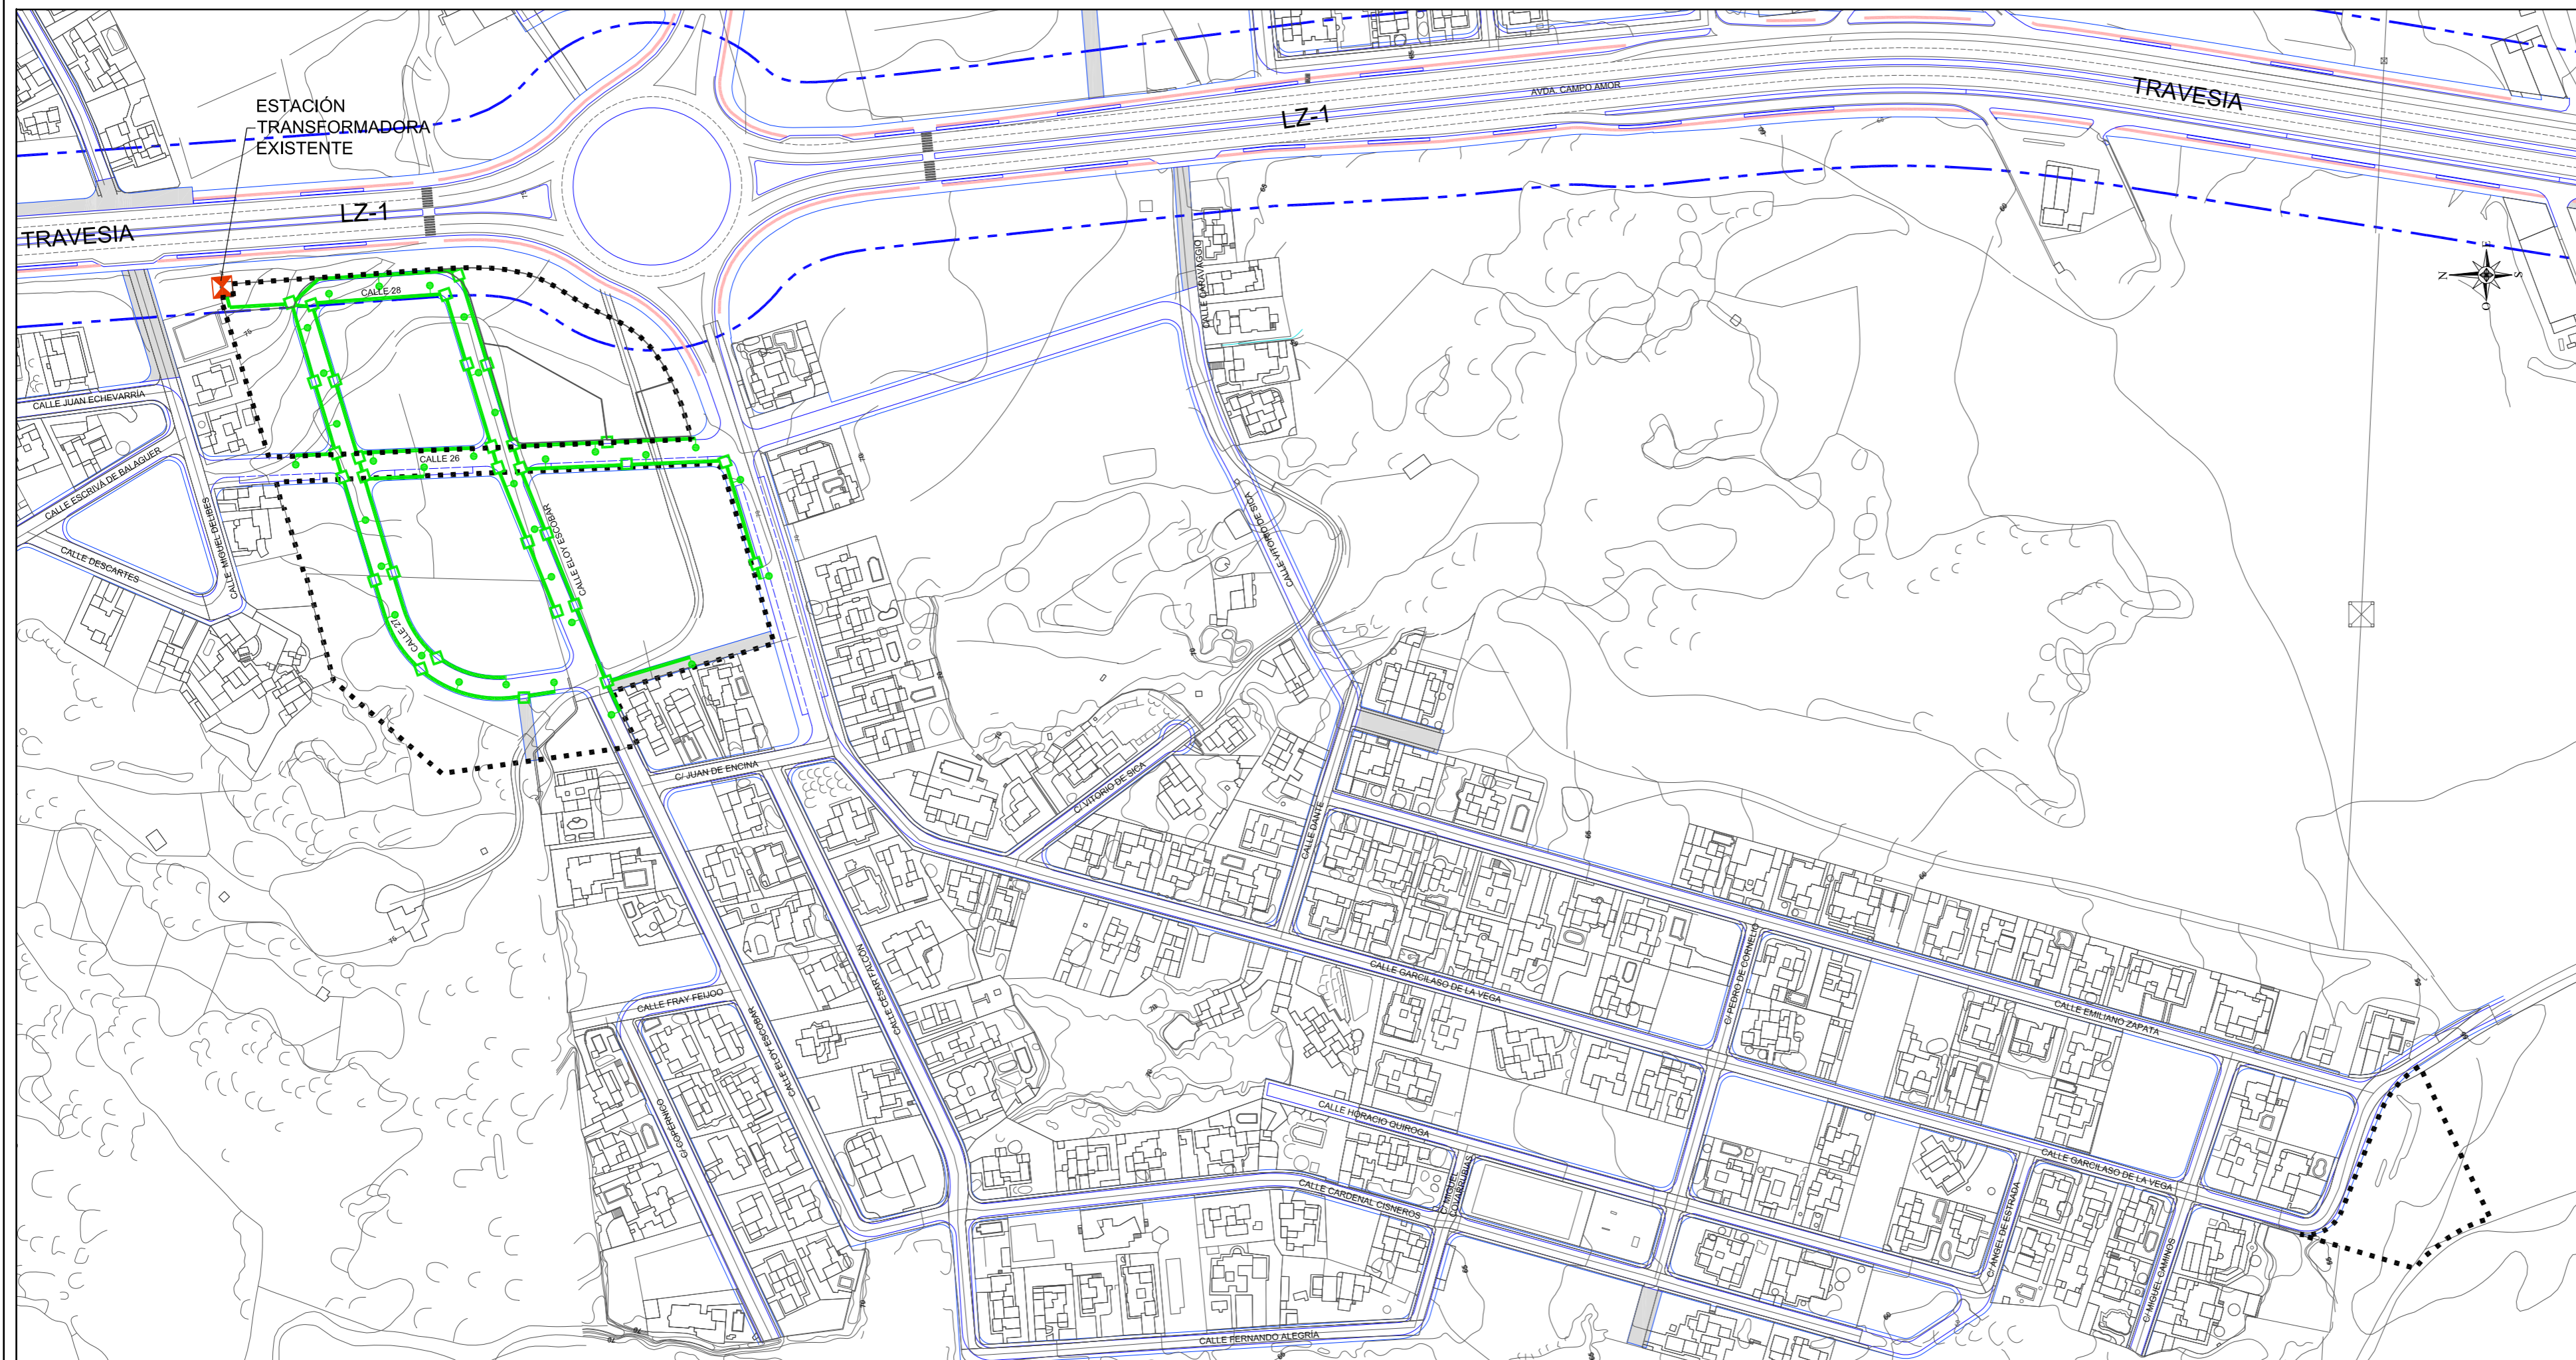 ESTACIÓN
TRANSFORMADORA
EXISTENTE
TRAVESIA
LZ-1
LZ-1
AVDA. CAMPO AMOR
TRAVESIA
N
S
O
CALLE 28
CALLE CARAVAGGIO
CALLE JUAN ECHEVARRÍA
CALLE 26
CALLE ESCRIVÁ DE BALAGUER
CALLE MIGUEL DELIBES
CALLE DESCARTES
CALLE ELOY ESCOBAR
CALLE 27
CALLE VITORIO DE SICA
C/ JUAN DE ENCINA
C/ VITORIO DE SICA
CALLE DANTE
CALLE GARCILASO DE LA VEGA
C/ PEDRO DE CORNELIO
CALLE EMILIANO ZAPATA
CALLE FRAY FEIJOO
CALLE CÉSAR FALCÓN
CALLE ELOY ESCOBAR
C/ COPÉRNICO
CALLE HORACIO QUIROGA
C/ MIGUEL
COVARRUBIAS
CALLE CARDENAL CISNEROS
CALLE GARCILASO DE LA VEGA
C/ ÁNGEL DE ESTRADA
C/ MIGUEL CAMINOS
CALLE FERNANDO ALEGRÍA